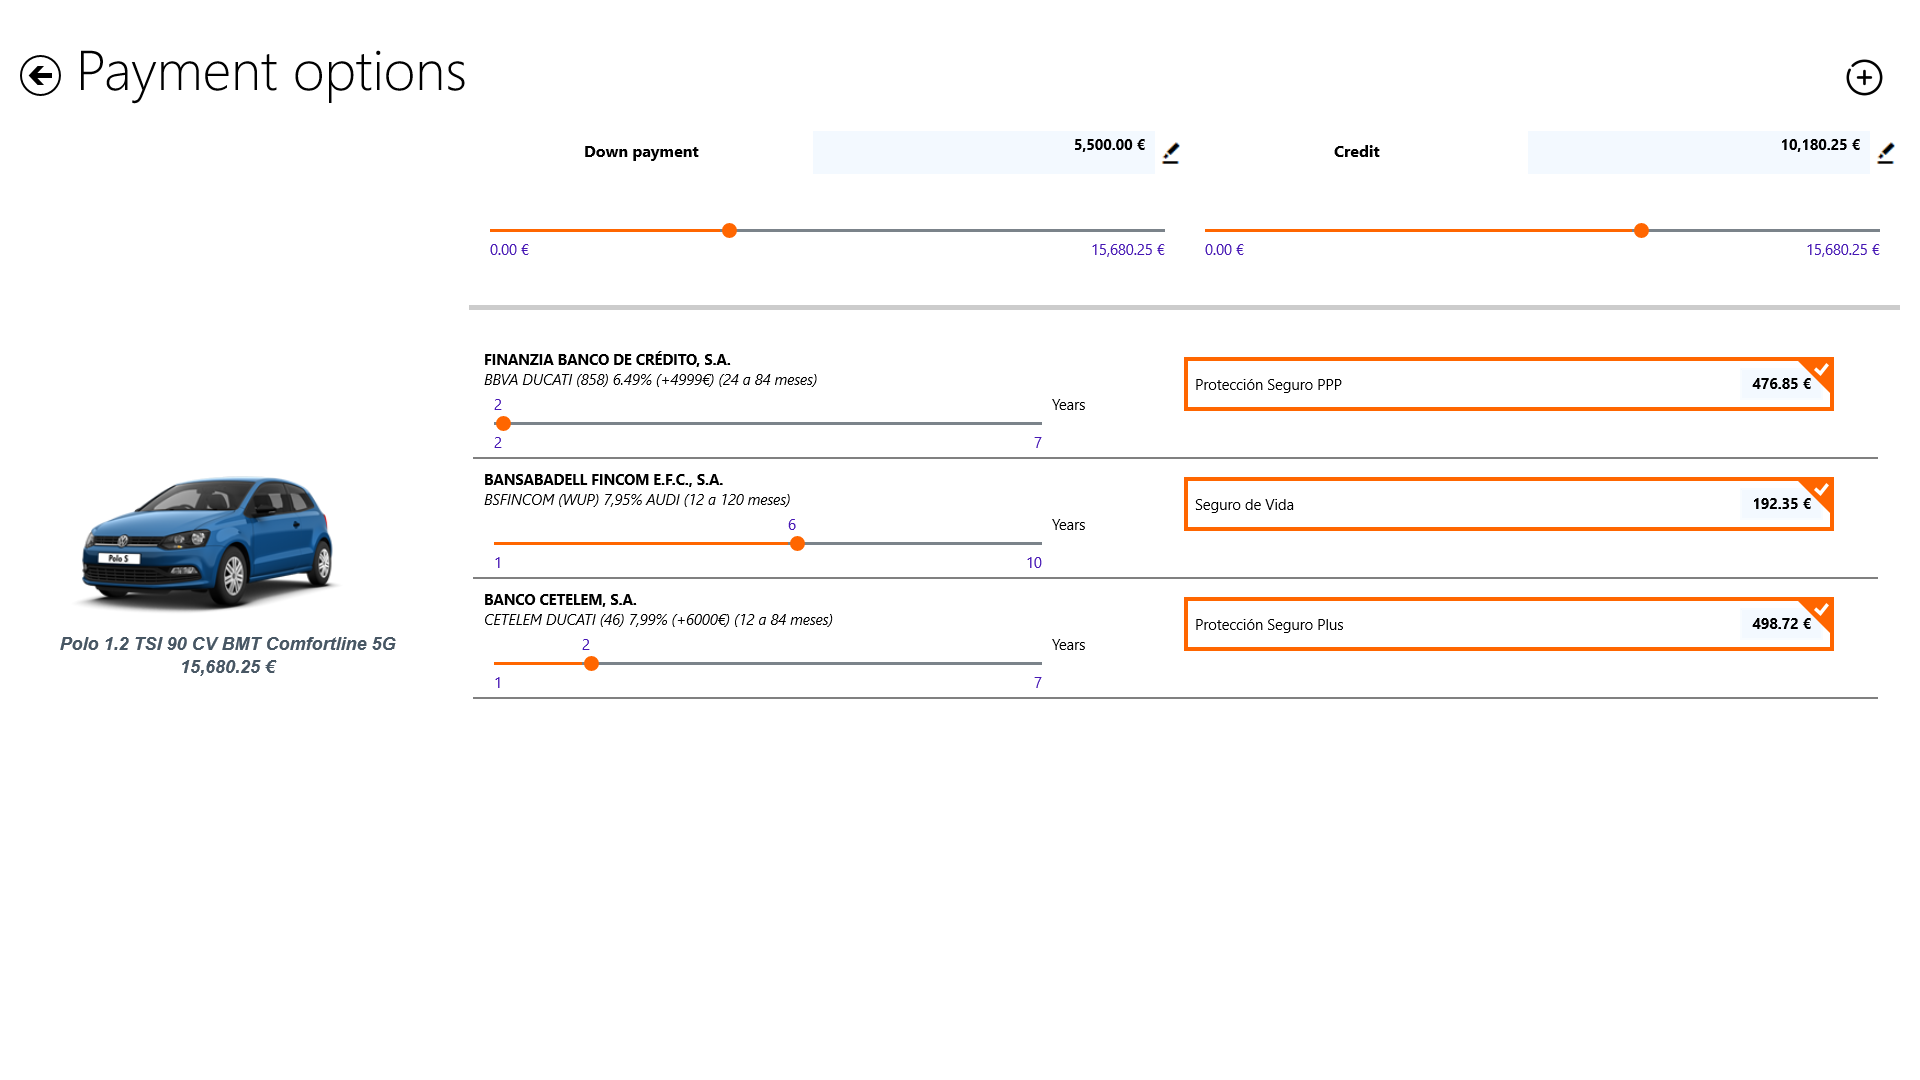 Payment options
Down payment
5,500.00 €
Credit
10,180.25 €
0.00 €
15,680.25 €
0.00 €
15,680.25 €
FINANZIA BANCO DE CRÉDITO, S.A.
BBVA DUCATI (858) 6.49% (+4999€) (24 a 84 meses)
2
Years
2
7
Protección Seguro PPP
476.85 €
BANSABADELL FINCOM E.F.C., S.A.
BSFINCOM (WUP) 7,95% AUDI (12 a 120 meses)
6
Years
1
10
Seguro de Vida
192.35 €
BANCO CETELEM, S.A.
CETELEM DUCATI (46) 7,99% (+6000€) (12 a 84 meses)
2
Years
1
7
Protección Seguro Plus
498.72 €
Polo S
Polo 1.2 TSI 90 CV BMT Comfortline 5G
15,680.25 €